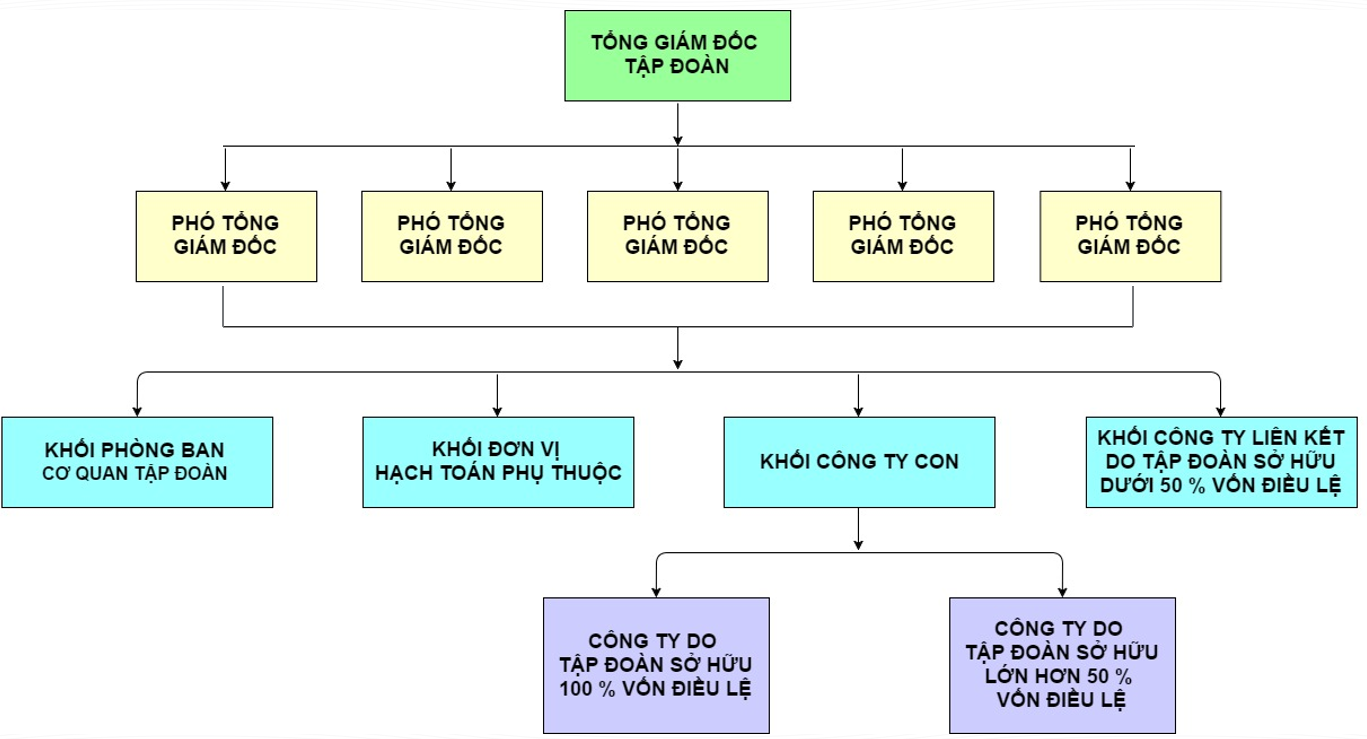 TỔNG GIÁM ĐỐC
TẬP ĐOÀN
PHÓ TỔNG
GIÁM ĐỐC
PHÓ TỔNG
GIÁM ĐỐC
PHÓ TỔNG
GIÁM ĐỐC
PHÓ TỔNG
GIÁM ĐỐC
PHÓ TỔNG
GIÁM ĐỐC
KHỐI PHÒNG BAN
CƠ QUAN TẬP ĐOÀN
KHỐI ĐƠN VỊ
HẠCH TOÁN PHỤ THUỘC
KHỐI CÔNG TY CON
KHỐI CÔNG TY LIÊN KẾT
DO TẬP ĐOÀN SỞ HỮU
DƯỚI 50 % VỐN ĐIỀU LỆ
CÔNG TY DO
TẬP ĐOÀN SỞ HỮU
100 % VỐN ĐIỀU LỆ
CÔNG TY DO
TẬP ĐOÀN SỞ HỮU
LỚN HƠN 50 %
VỐN ĐIỀU LỆ